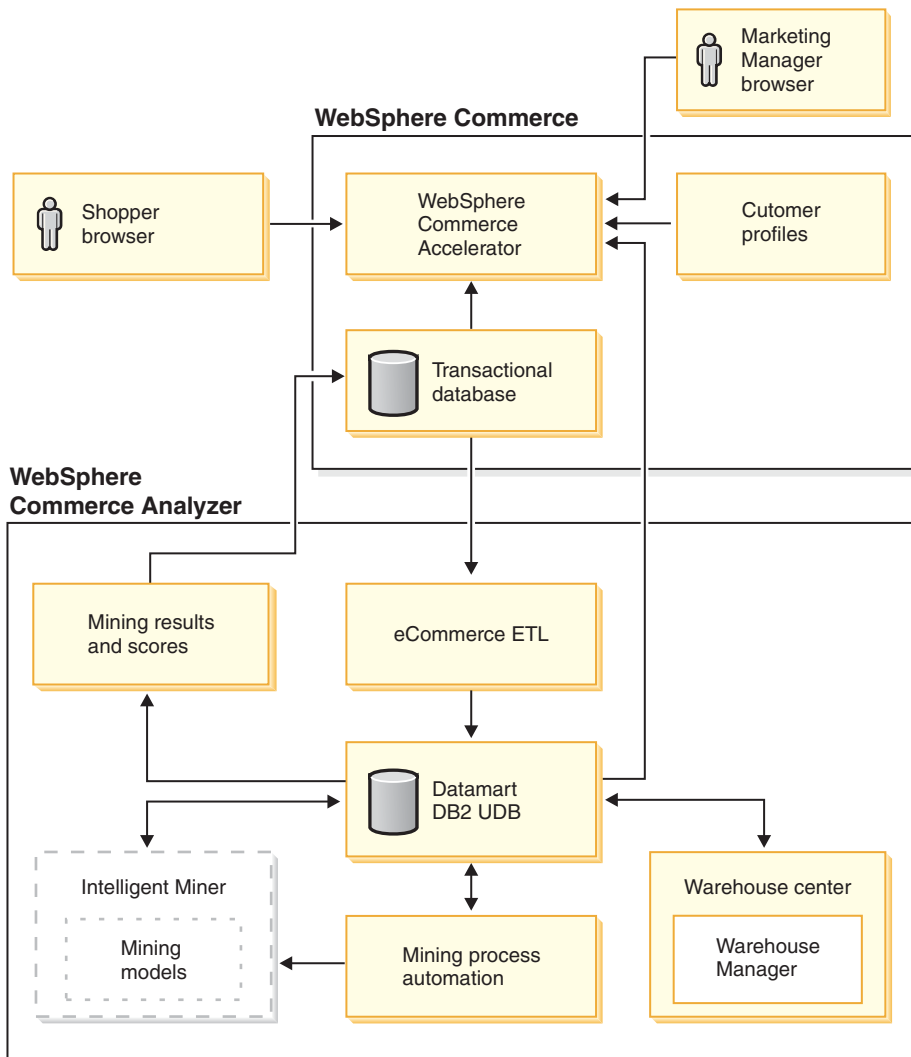 Marketing
Manager
browser
WebSphere Commerce
Shopper
browser
WebSphere
Commerce
Accelerator
Cutomer
profiles
Transactional
database
WebSphere
Commerce Analyzer
Mining results
and scores
eCommerce ETL
Datamart
DB2 UDB
Intelligent Miner
Mining
models
Mining process
automation
Warehouse center
Warehouse
Manager